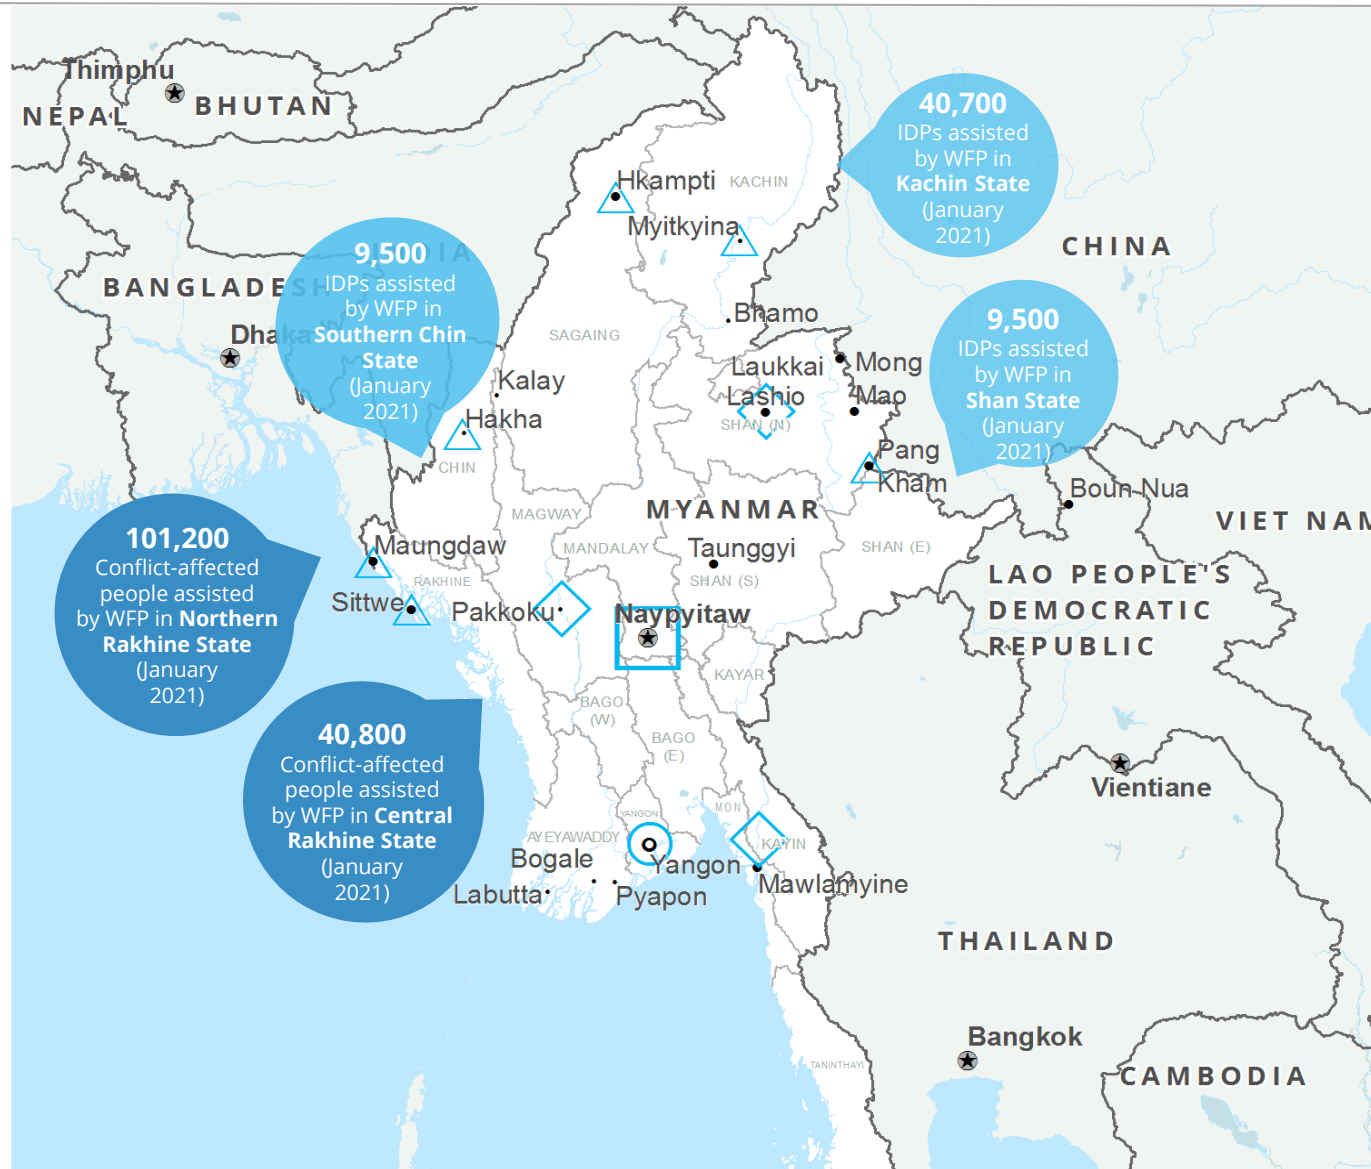 Thimphu
NEPAL
BHUTAN
40,700
IDPs assisted
by WFP in
Kachin State
(January
2021)
CHINA
Hkampti
KACHIN
Myitkyina
9,500
IDPs assisted
by WFP in
Southern Chin
State
(January
2021)
BANGLADESH
Dhaka
Bhamo
SAGAING
9,500
IDPs assisted
by WFP in
Shan State
(January
2021)
Laukkai
Mong
Mao
Lashio
SHAN (N)
Kalay
Hakha
CHIN
Pang
Kham
Boun Nua
VIET NAM
MYANMAR
MAGWAY
MANDALAY
Taunggyi
SHAN (S)
SHAN (E)
101,200
Conflict-affected
people assisted
by WFP in Northern
Rakhine State
(January
2021)
Maungdaw
RAKHINE
Sittwe
Pakkoku
Naypyitaw
LAO PEOPLE'S
DEMOCRATIC
REPUBLIC
KAYAR
BAGO
(W)
BAGO
(E)
40,800
Conflict-affected
people assisted
by WFP in Central
Rakhine State
(January
2021)
Vientiane
MON
YANGON
AYEYAWADDY
KAYIN
Bogale
Yangon
Labutta
Pyapon
Mawlamyine
THAILAND
Bangkok
TANINTHAYI
CAMBODIA